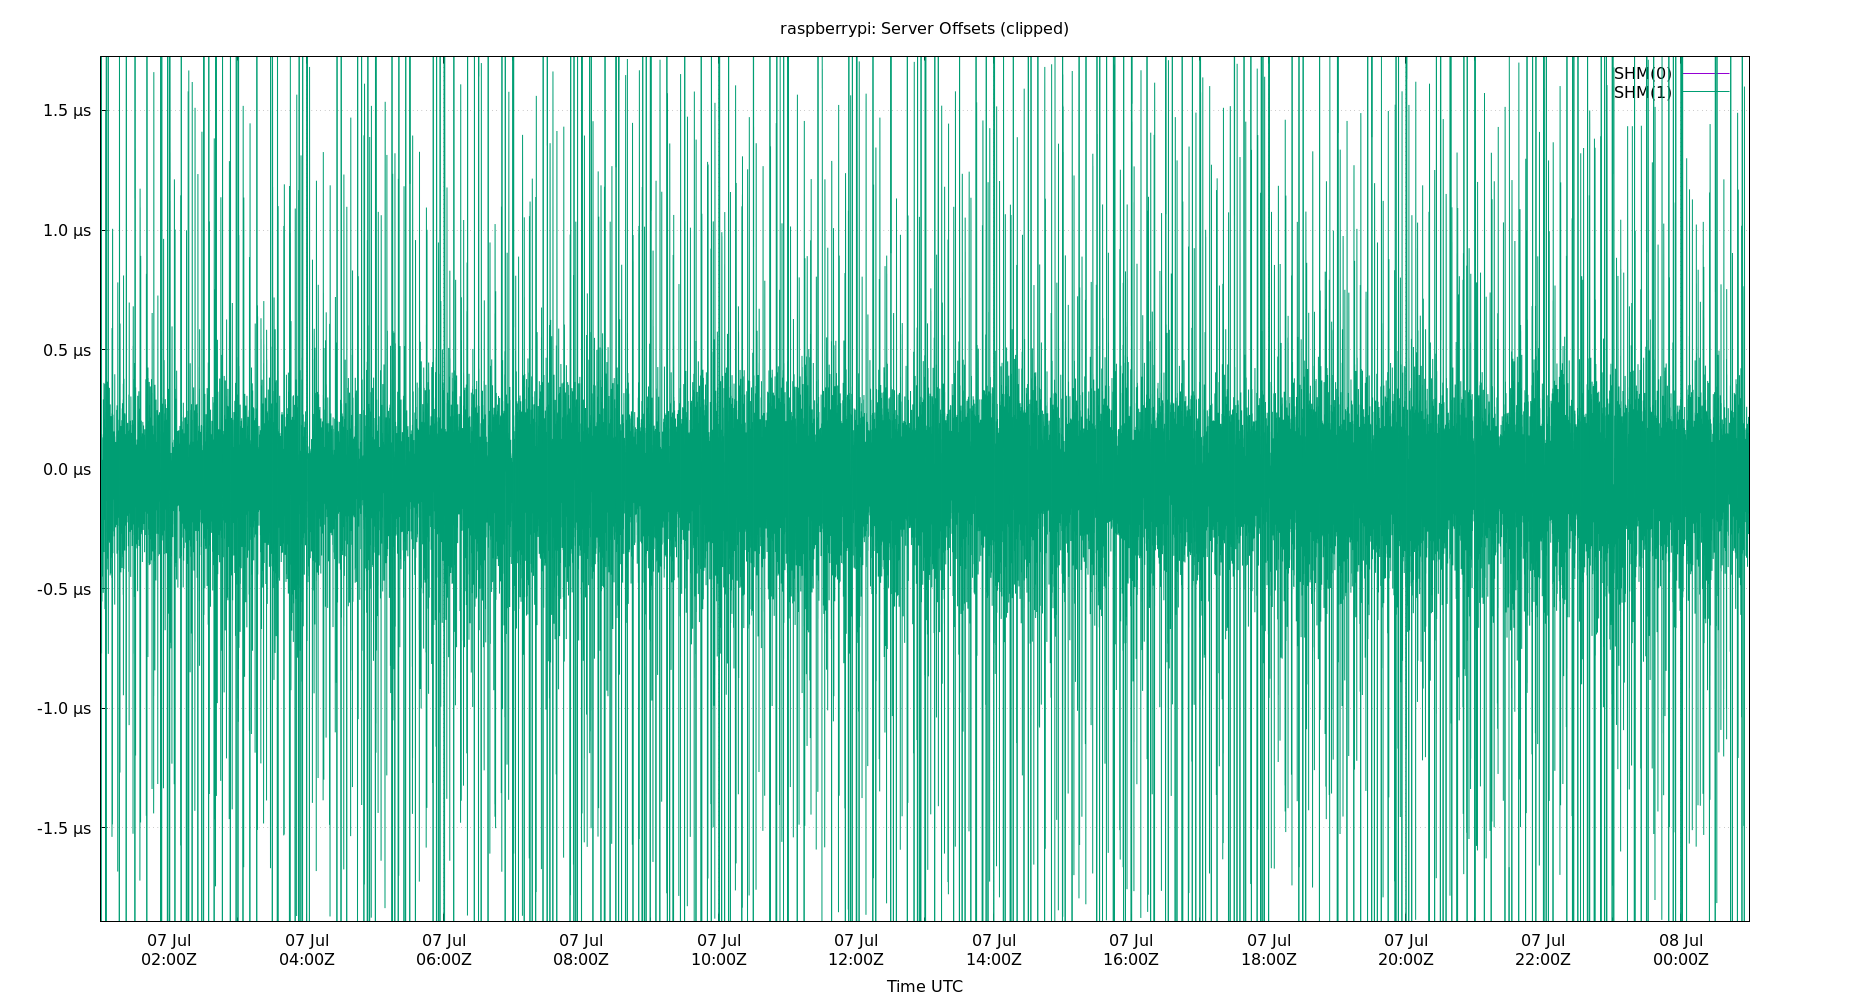 raspberrypi: Server Offsets (clipped)
SHM(0)
SHM(1)
1.5 µs
1.0 µs
0.5 µs
0.0 µs
-0.5 µs
-1.0 µs
-1.5 µs
07 Jul 07 Jul 07 Jul 07 Jul 07 Jul 07 Jul 07 Jul 07 Jul 07 Jul 07 Jul 07 Jul 08 Jul
02:00Z 04:00Z 06:00Z 08:00Z 10:00Z 12:00Z 14:00Z 16:00Z 18:00Z 20:00Z 22:00Z 00:00Z
Time UTC